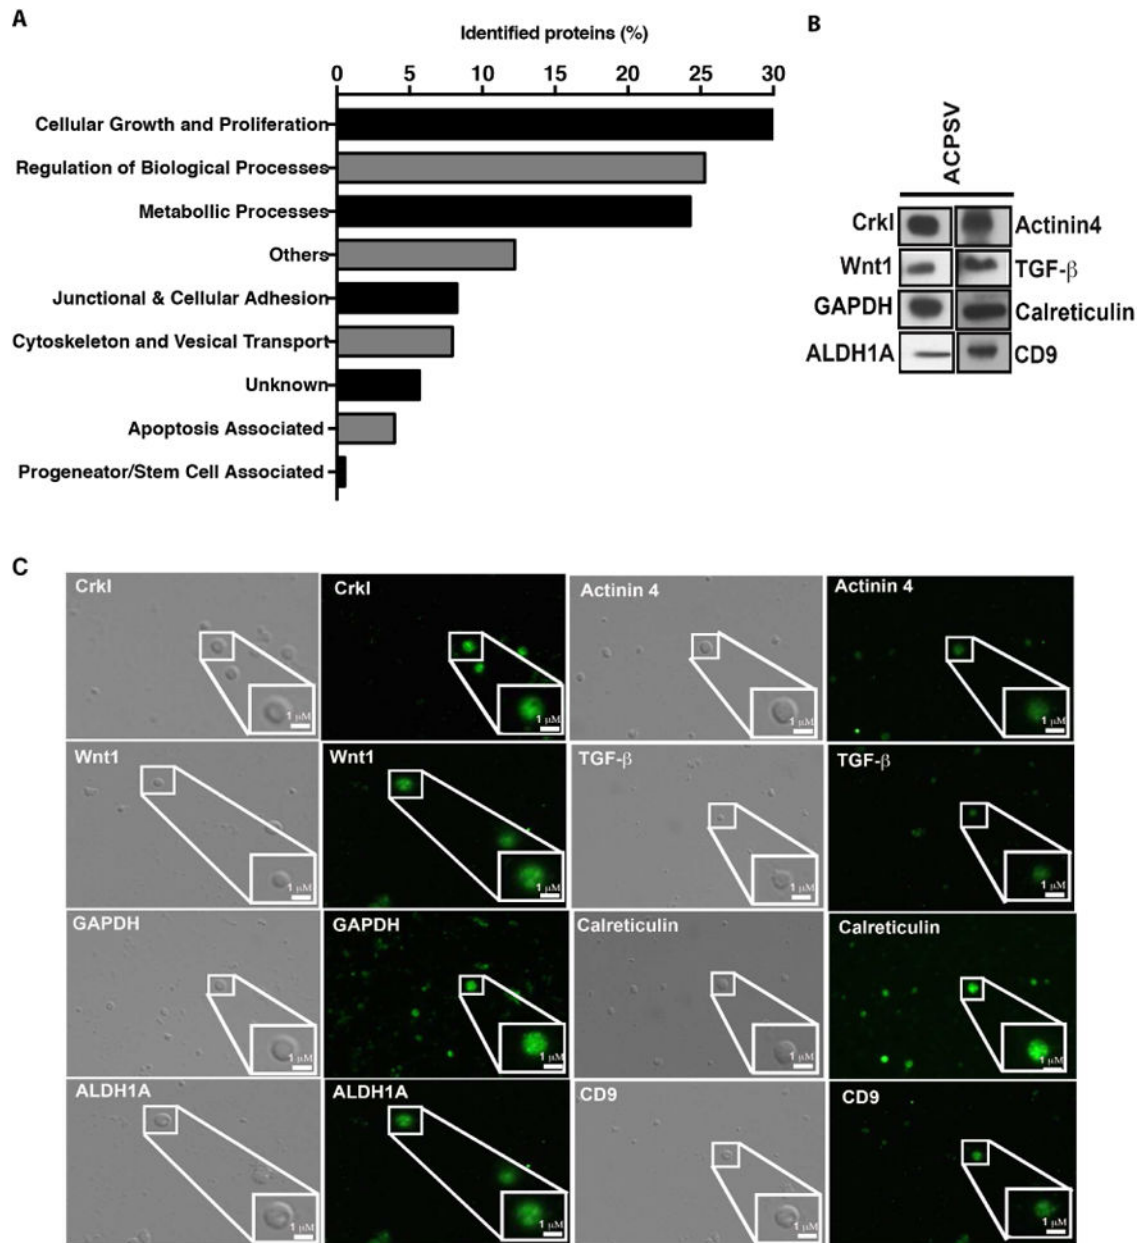 A
Identified proteins (%)
0 5 10 15 20 25 30
Cellular Growth and Proliferation
Regulation of Biological Processes
Metabollic Processes
Others
Junctional & Cellular Adhesion
Cytoskeleton and Vesical Transport
Unknown
Apoptosis Associated
Progeneator/Stem Cell Associated
B
ACPSV
Crkl Actinin4
Wnt1 TGF-β
GAPDH Calreticulin
ALDH1A CD9
C
Crkl Crkl Actinin 4 Actinin 4
1 μM 1 μM 1 μM 1 μM
Wnt1 Wnt1 TGF-β TGF-β
1 μM 1 μM 1 μM 1 μM
GAPDH GAPDH Calreticulin Calreticulin
1 μM 1 μM 1 μM 1 μM
ALDH1A ALDH1A CD9 CD9
1 μM 1 μM 1 μM 1 μM